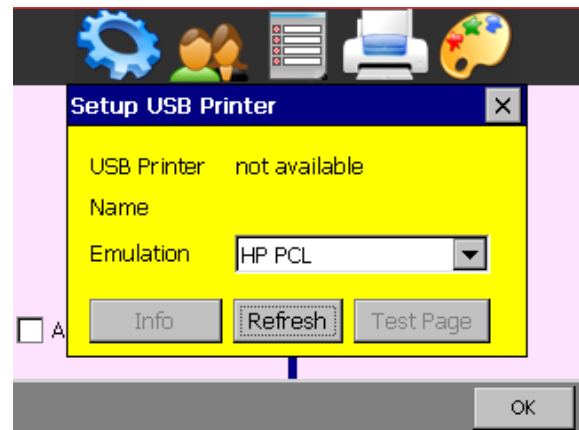 Setup USB Printer
USB Printer not available
Name
Emulation HP PCL
A
Info Refresh Test Page
OK